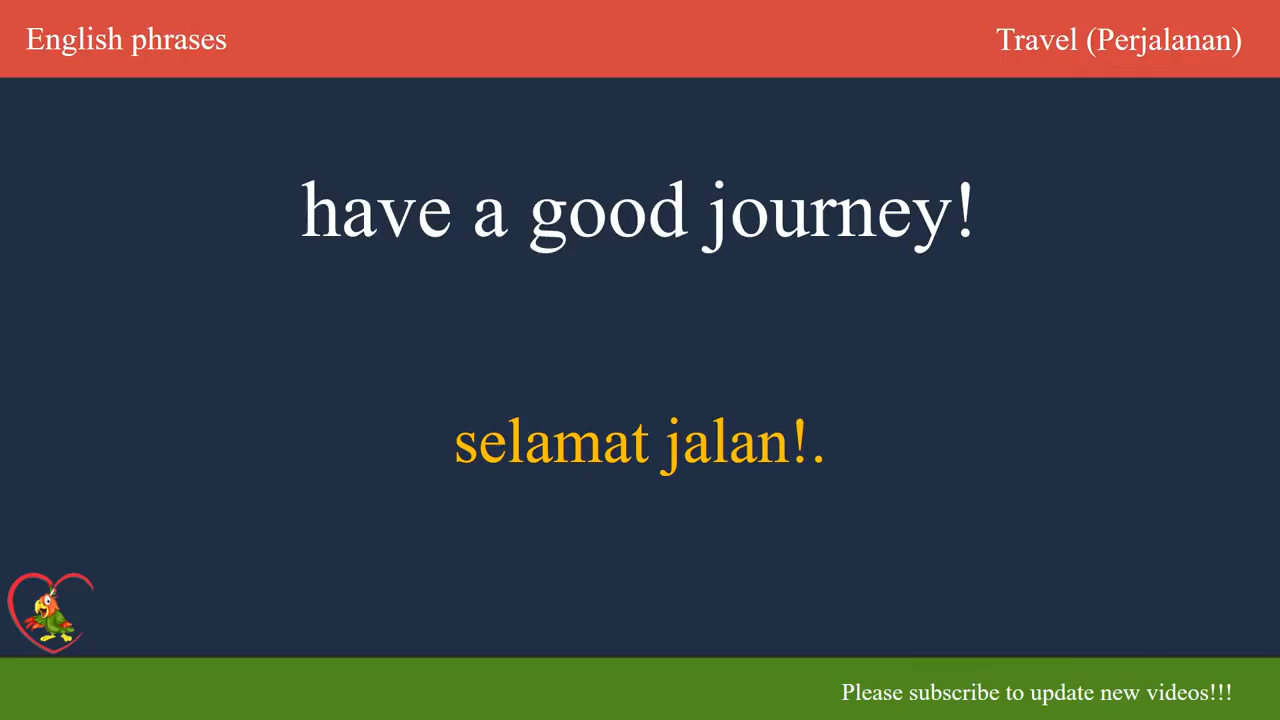 English phrases
Travel (Perjalanan)
have a good journey!
selamat jalan!.
Please subscribe to update new videos!!!